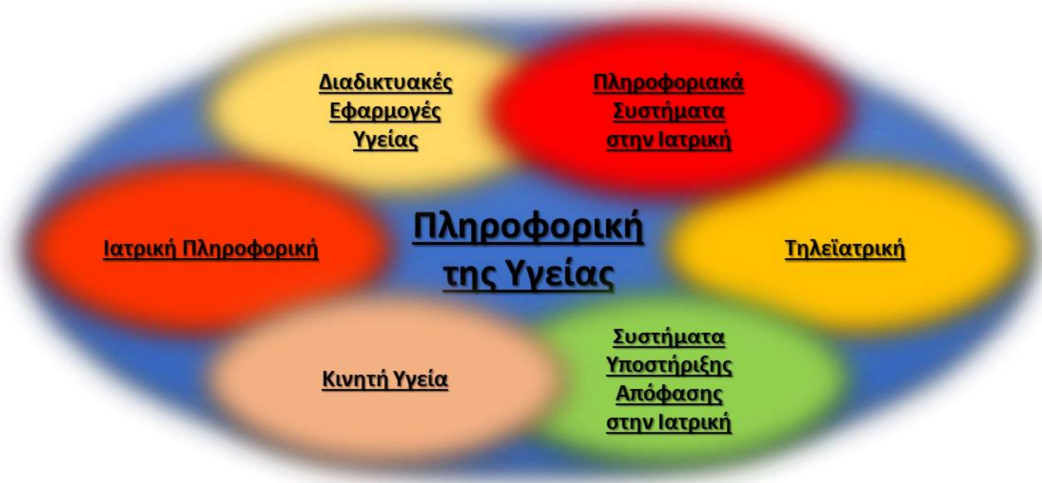 Διαδικτυακές
Εφαρμογές
Υγείας
Πληροφοριακά
Συστήματα
στην Ιατρική
Ιατρική Πληροφορική
Πληροφορική
της Υγείας
Τηλεϊατρική
Κινητή Υγεία
Συστήματα
Υποστήριξης
Απόφασης
στην Ιατρική